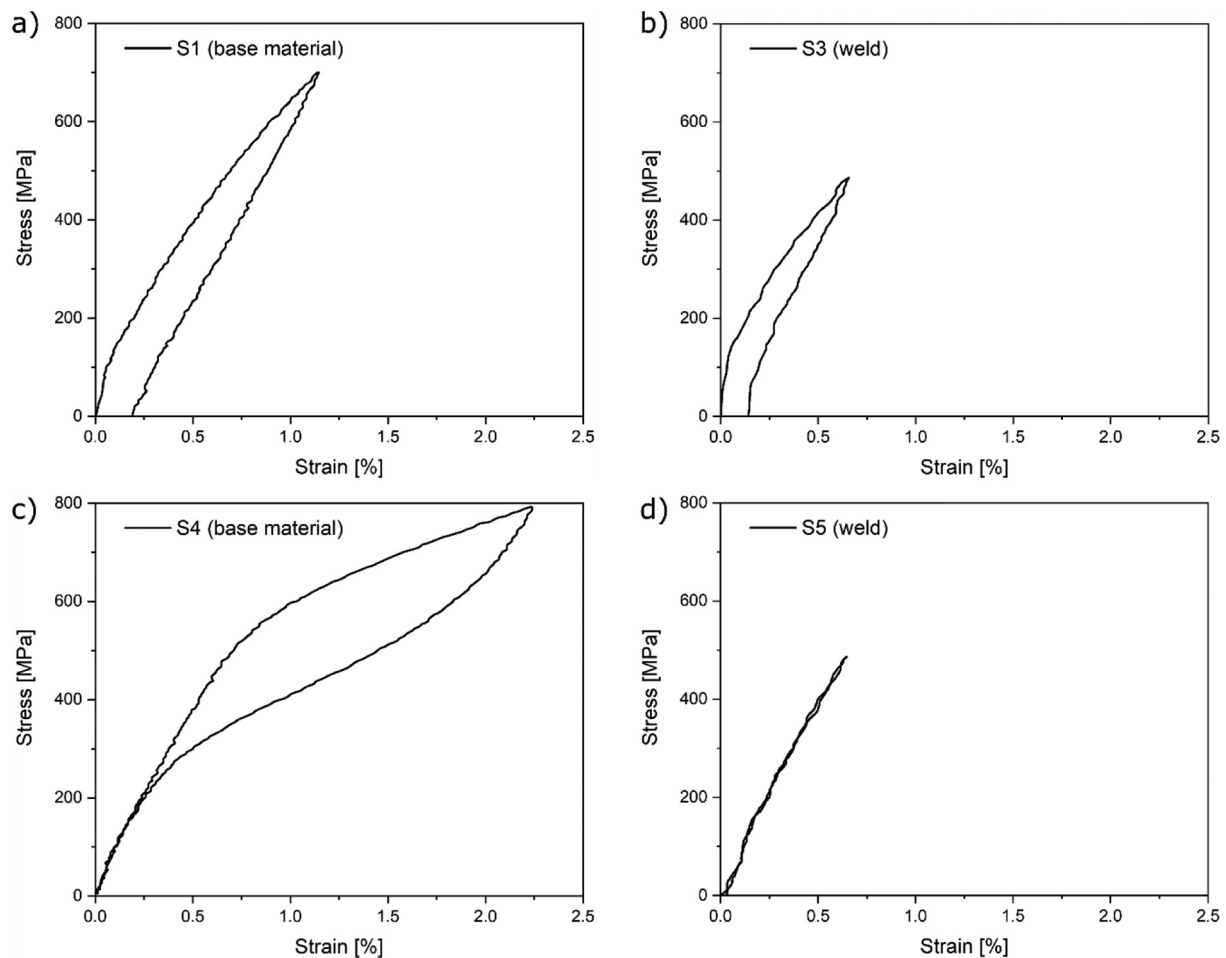 a)
S1 (base material)
Stress [MPa]
800
600
400
200
0
0.0 0.5 1.0 1.5 2.0 2.5
Strain [%]
b)
S3 (weld)
Stress [MPa]
800
600
400
200
0
0.0 0.5 1.0 1.5 2.0 2.5
Strain [%]
c)
S4 (base material)
Stress [MPa]
800
600
400
200
0
0.0 0.5 1.0 1.5 2.0 2.5
Strain [%]
d)
S5 (weld)
Stress [MPa]
800
600
400
200
0
0.0 0.5 1.0 1.5 2.0 2.5
Strain [%]